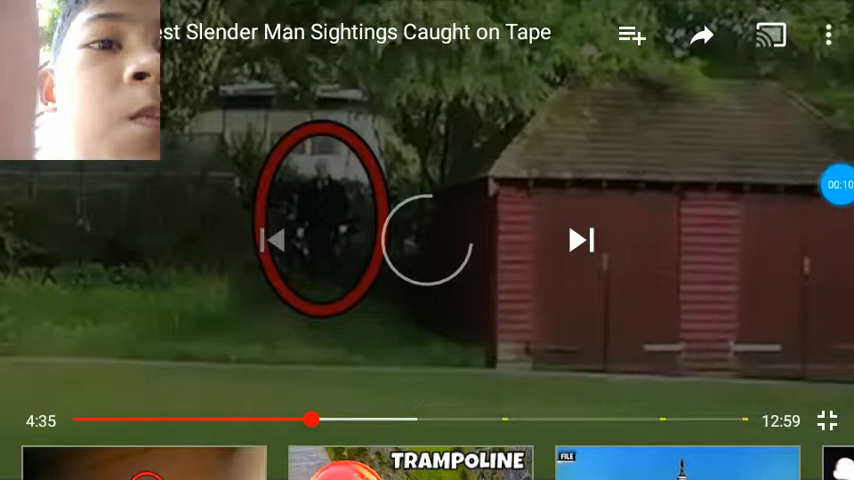 est Slender Man Sightings Caught on Tape
00:10
4:35
12:59
TRAMPOLINE
FILE